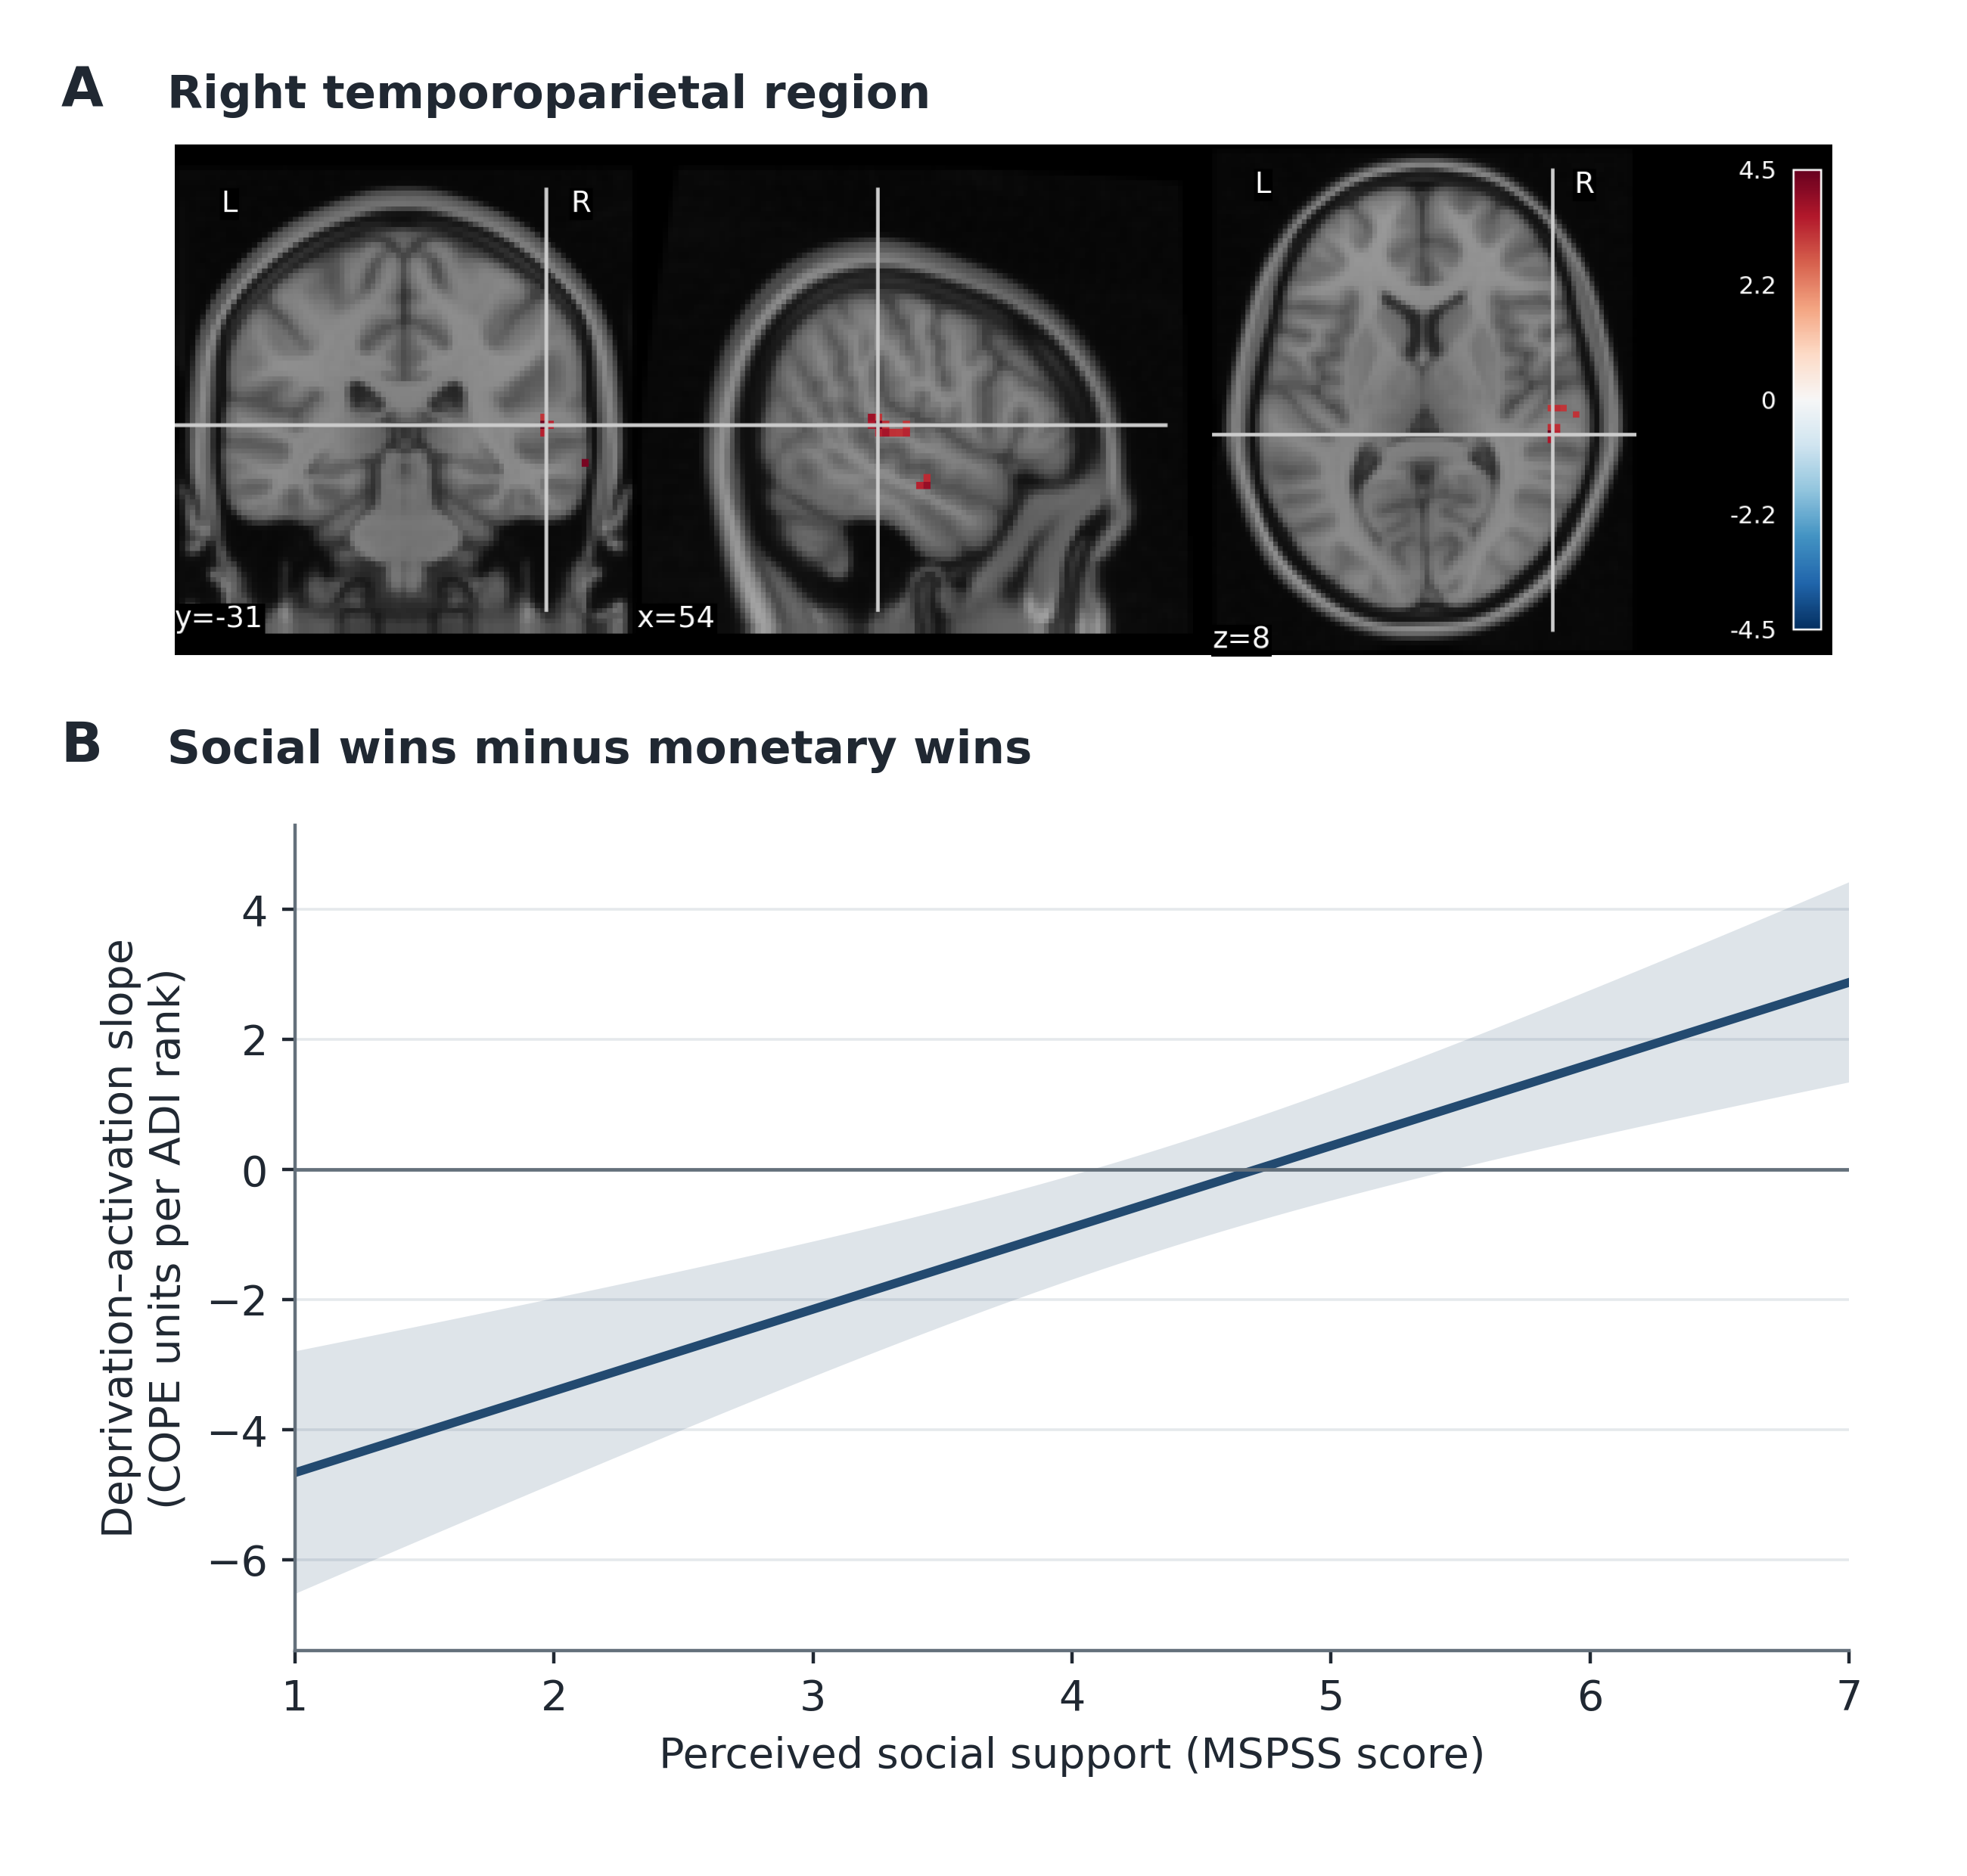 A Right temporoparietal region
L R L R
4.5
2.2
0
-2.2
-4.5
y=-31 x=54 z=8
B Social wins minus monetary wins
Deprivation–activation slope
(COPE units per ADI rank)
4
2
0
−2
−4
−6
1 2 3 4 5 6 7
Perceived social support (MSPSS score)